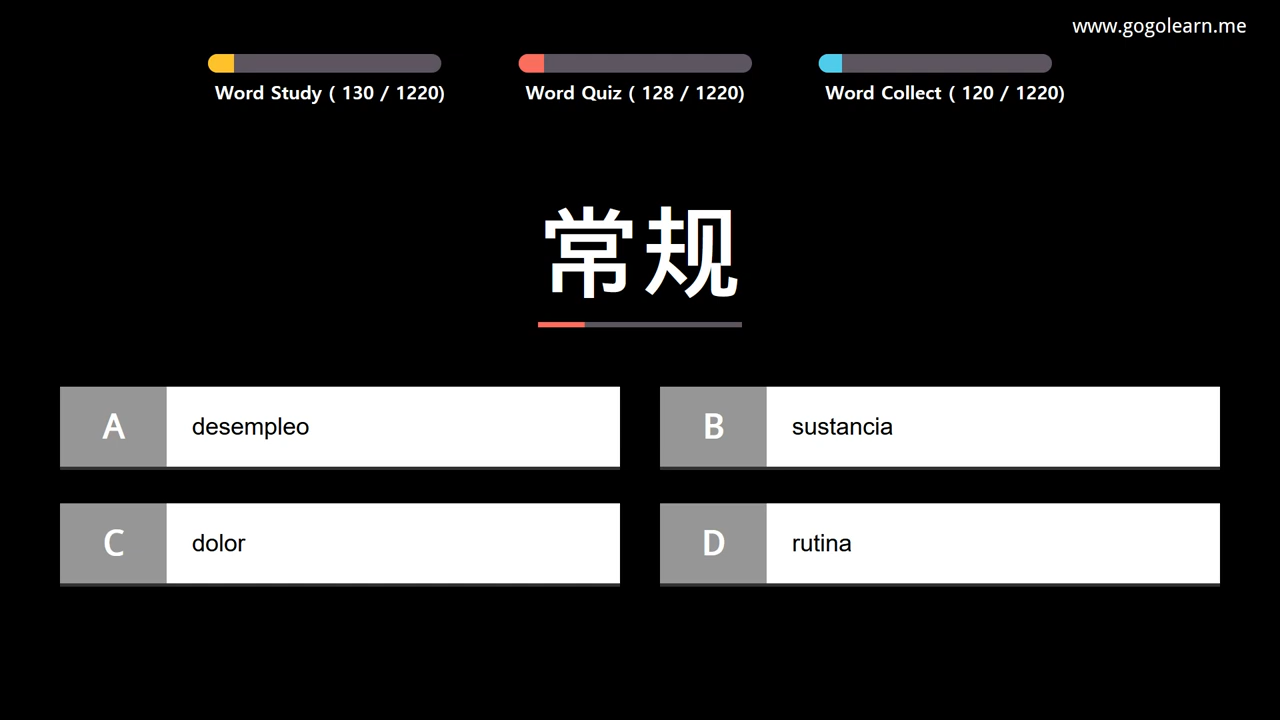 www.gogolearn.me
Word Study ( 130 / 1220)
Word Quiz ( 128 / 1220)
Word Collect ( 120 / 1220)
常规
A desempleo
B sustancia
C dolor
D rutina